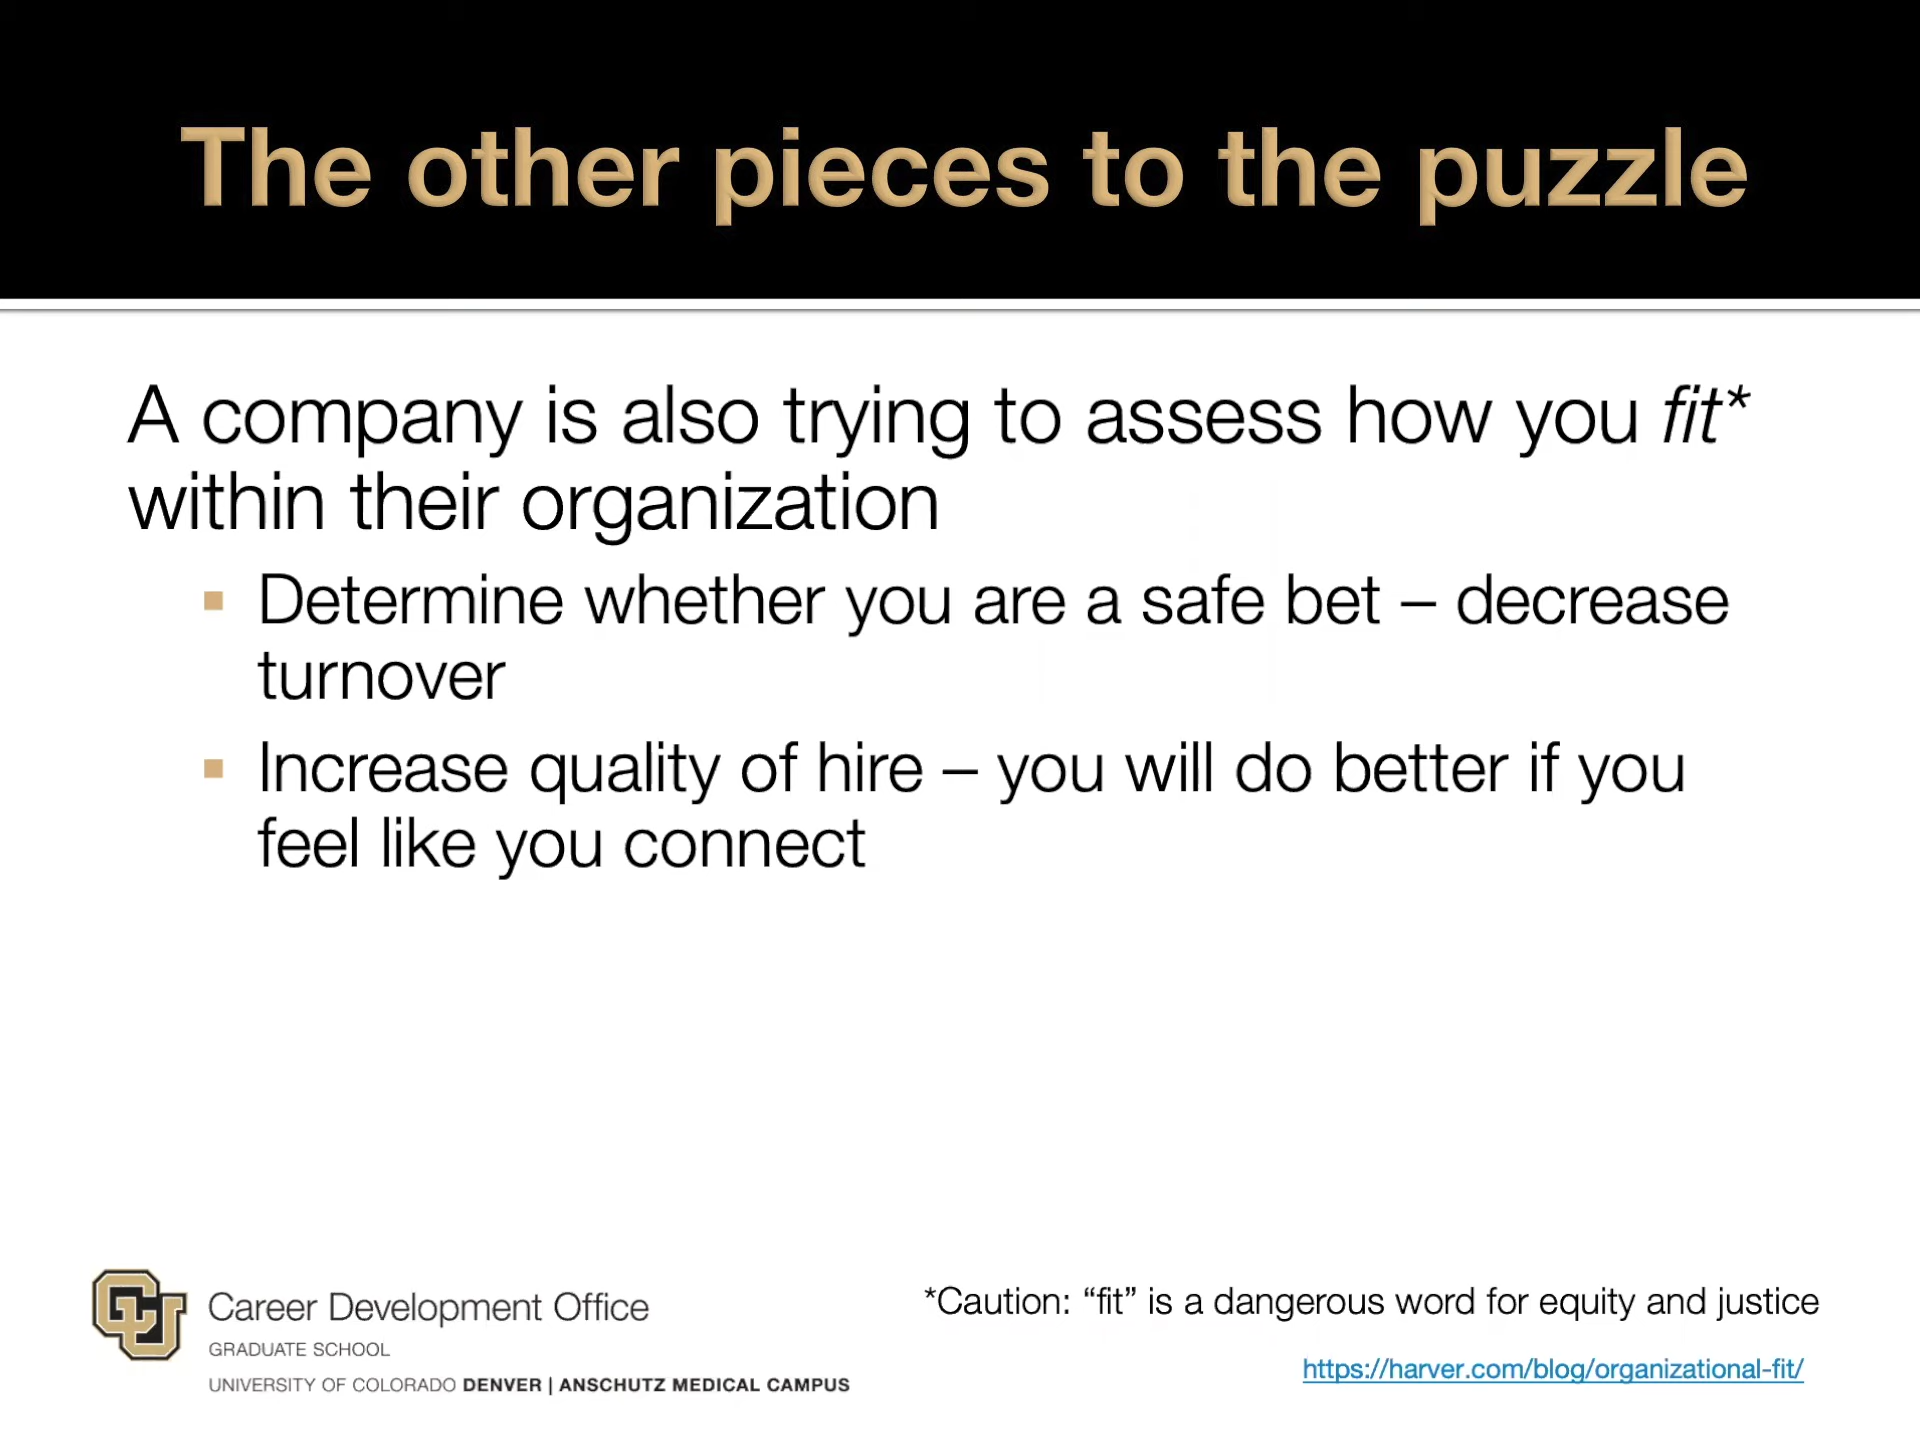 The other pieces to the puzzle
A company is also trying to assess how you fit*
within their organization
▪ Determine whether you are a safe bet – decrease
turnover
▪ Increase quality of hire – you will do better if you
feel like you connect
CU
Career Development Office
GRADUATE SCHOOL
UNIVERSITY OF COLORADO DENVER | ANSCHUTZ MEDICAL CAMPUS
*Caution: “fit” is a dangerous word for equity and justice
https://harver.com/blog/organizational-fit/